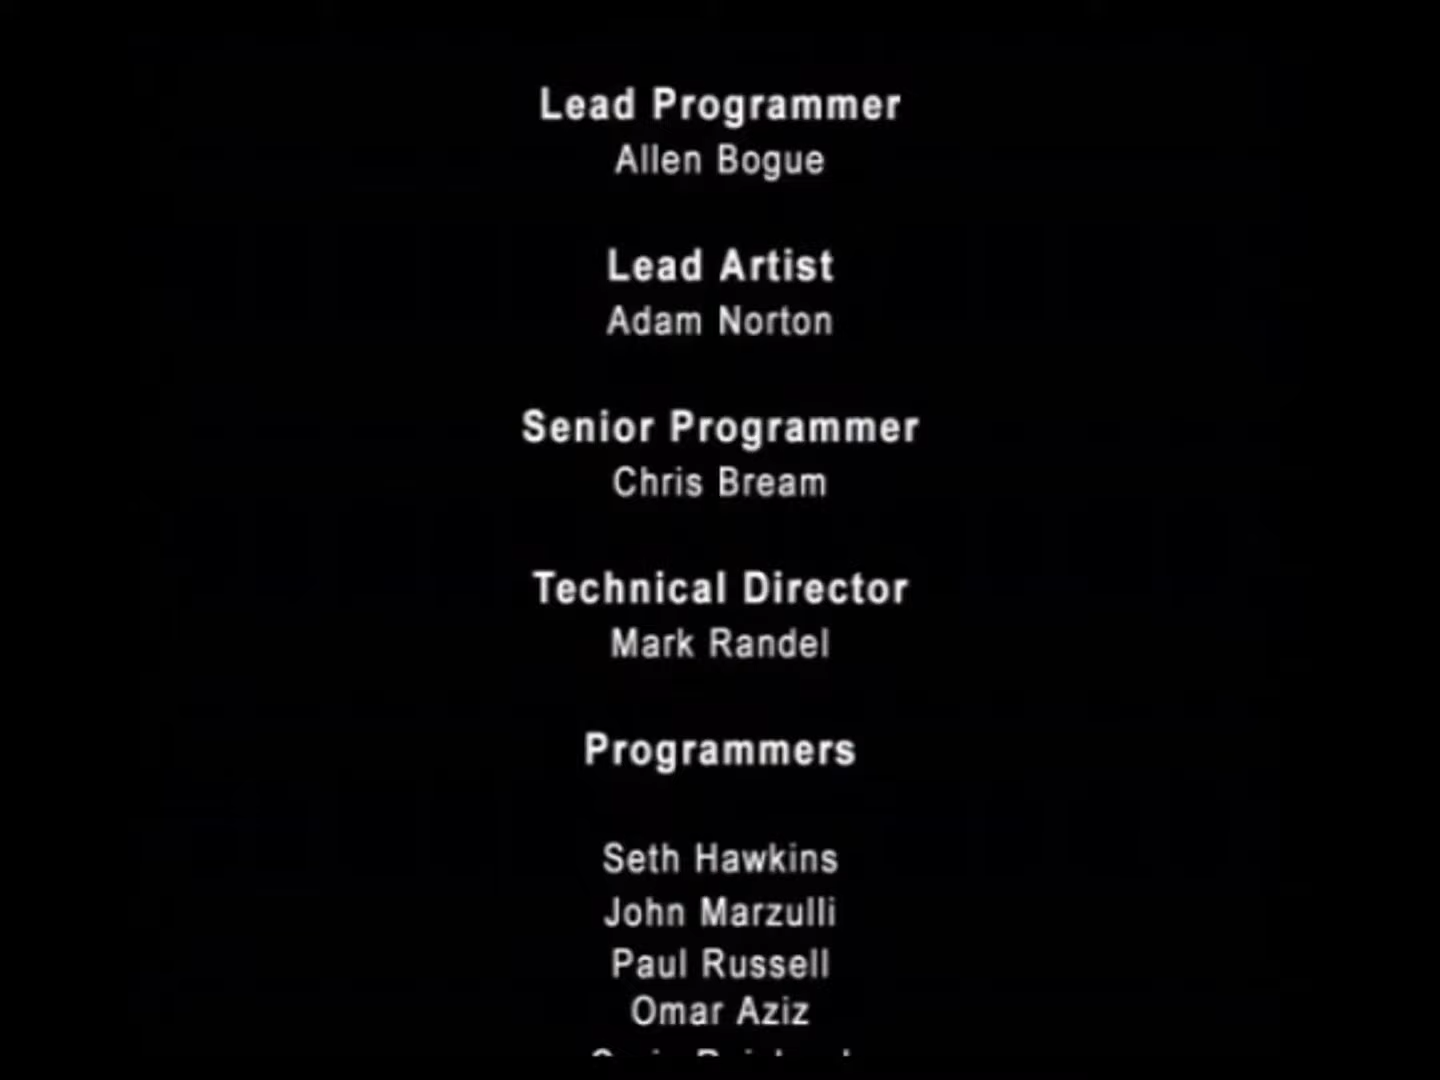 Lead Programmer
Allen Bogue
Lead Artist
Adam Norton
Senior Programmer
Chris Bream
Technical Director
Mark Randel
Programmers
Seth Hawkins
John Marzulli
Paul Russell
Omar Aziz